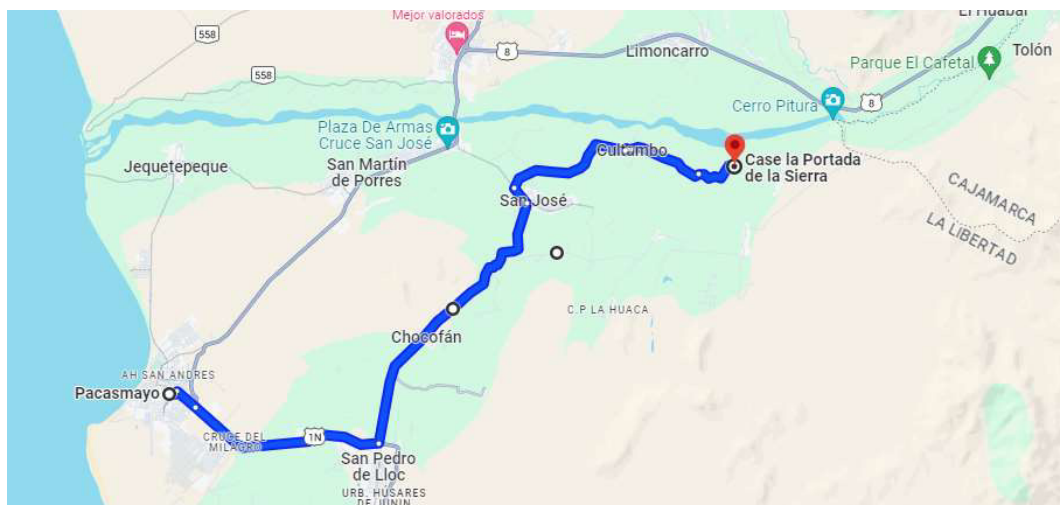 Mejor valorados
El Huabal
558
8
Limoncarro
Tolón
Parque El Cafetal
558
Cerro Pitura
8
Plaza De Armas
Cruce San José
Jequetepeque
San Martín
de Porres
Cultambo
Case la Portada
de la Sierra
San José
CAJAMARCA
LA LIBERTAD
C.P LA HUACA
Chocofán
AH SAN ANDRES
Pacasmayo
CRUCE DEL
MILAGRO
1N
San Pedro
de Lloc
URB. HUSARES
DE JUNIN